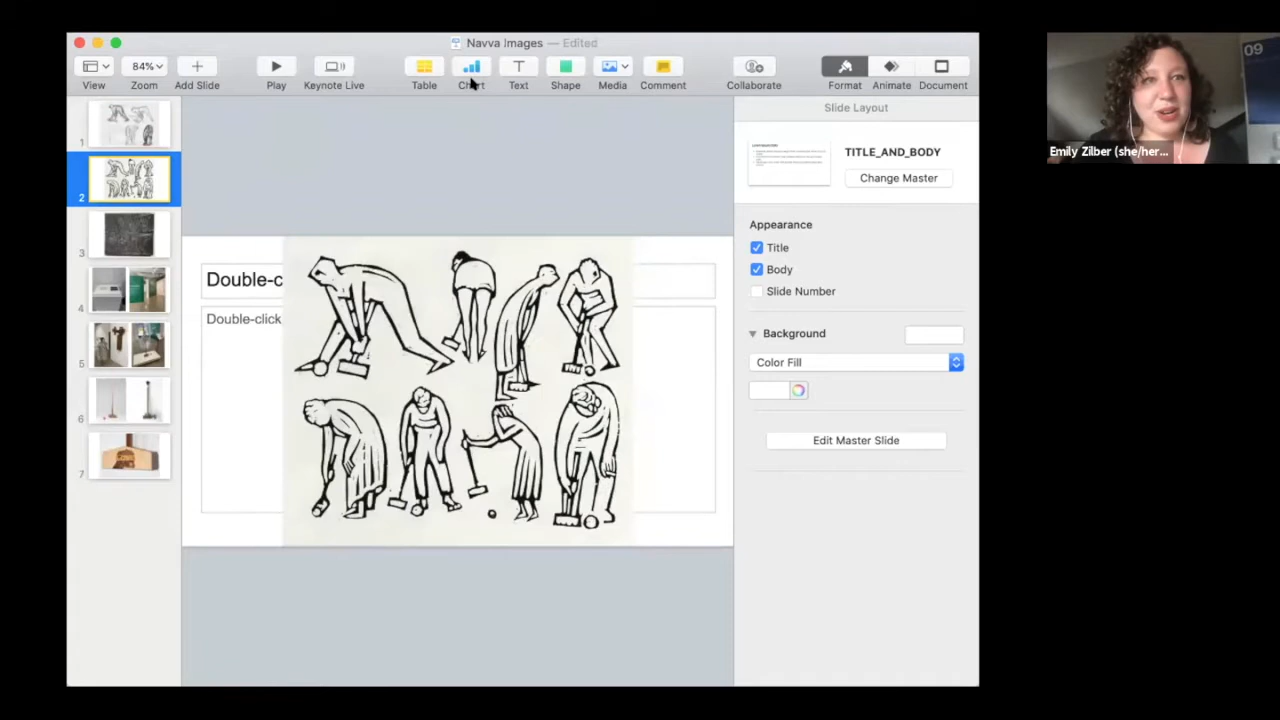 Navva Images — Edited
84%
View
Zoom
Add Slide
Play
Keynote Live
Table
Chart
Text
Shape
Media
Comment
Collaborate
Format
Animate
Document
Slide Layout
TITLE_AND_BODY
Change Master
Appearance
Title
Body
Slide Number
Background
Color Fill
Edit Master Slide
1
2
3
4
5
6
7
Double-c
Double-click
09
Emily Zilber (she/her...